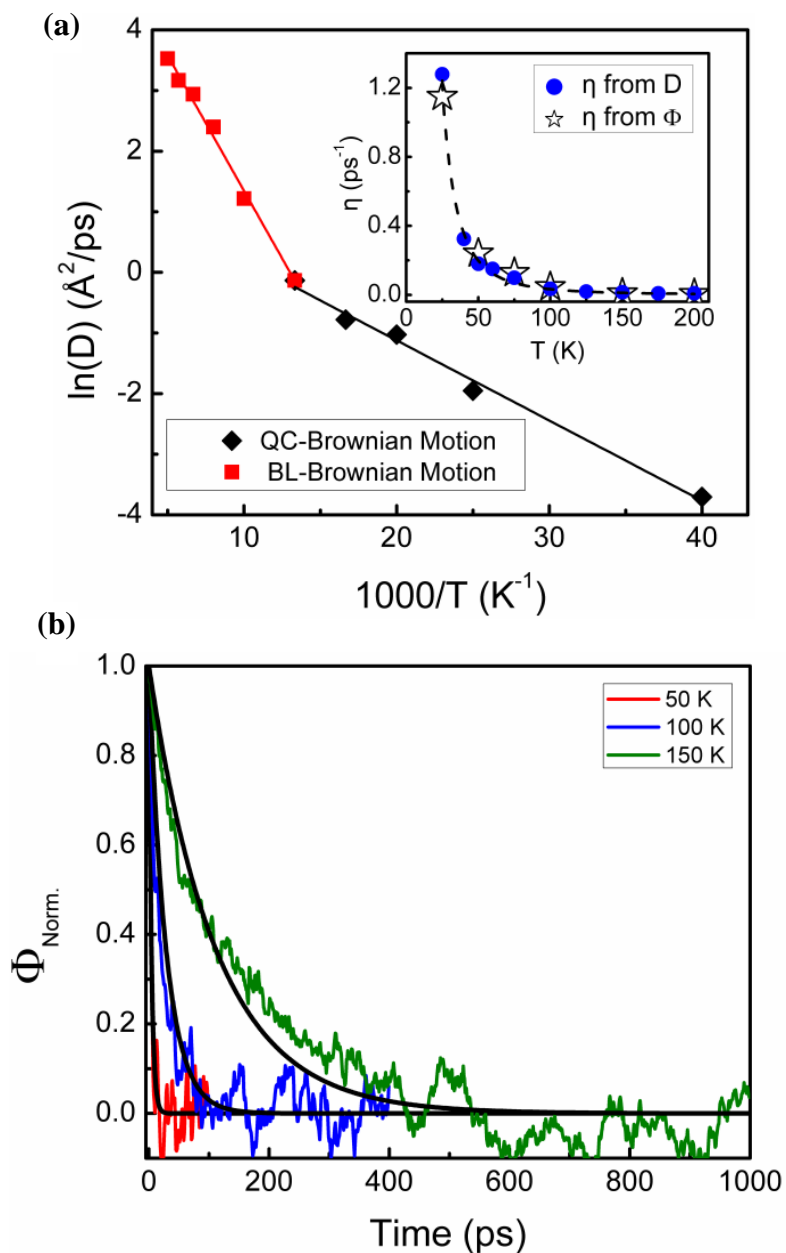 (a)
4
2
0
-2
-4
ln(D) (Å²/ps)
10
20
30
40
1000/T (K⁻¹)
QC-Brownian Motion
BL-Brownian Motion
1.2
0.8
0.4
0.0
η (ps⁻¹)
0
50
100
150
200
T (K)
η from D
η from Φ
(b)
1.0
0.8
0.6
0.4
0.2
0.0
Φ Norm.
0
200
400
600
800
1000
Time (ps)
50 K
100 K
150 K